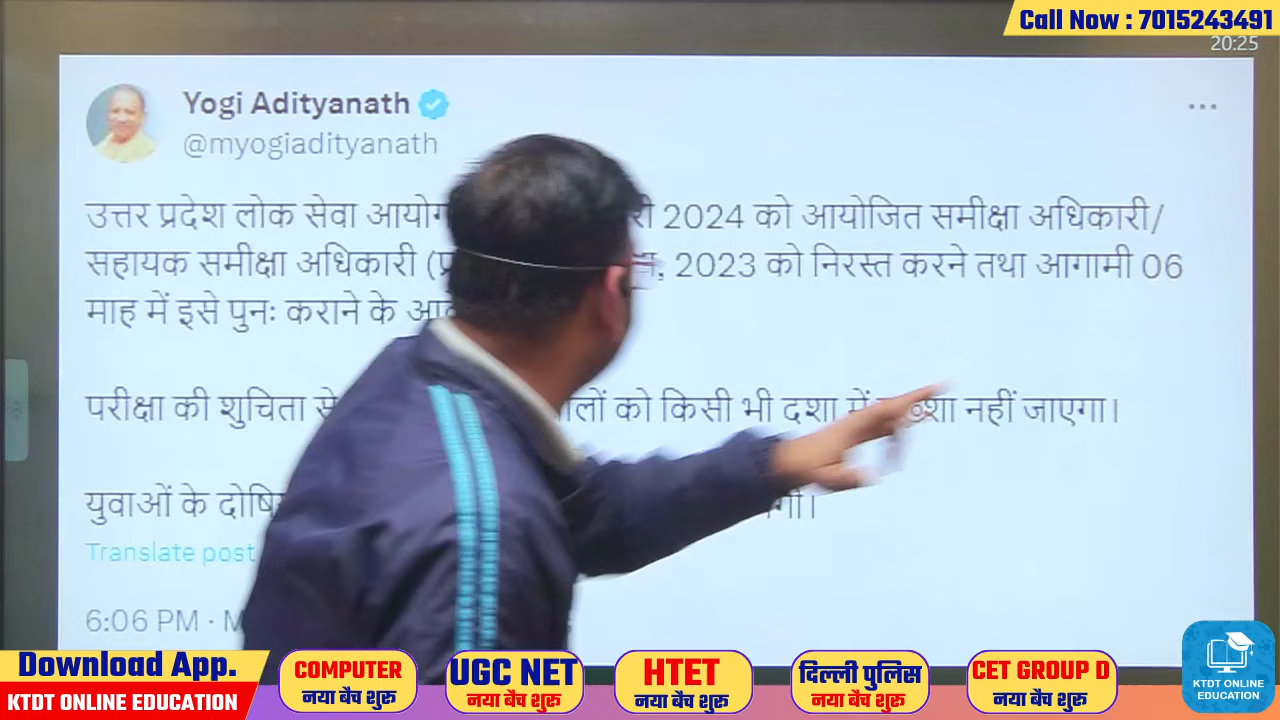 Call Now : 7015243491
20:25
Yogi Adityanath
@myogiadityanath
उत्तर प्रदेश लोक सेवा 2024 को आयोजित समीक्षा अधिकारी/
सहायक समीक्षा अधिकारी 2023 को निरस्त करने तथा आगामी 06
माह में इसे पुनः कराने के
परीक्षा की शुचिता को किसी भी दशा में नहीं जाएगा।
युवाओं के
Translate post
6:06 PM ·
Download App.
KTDT ONLINE EDUCATION
COMPUTER
नया बैच शुरु
UGC NET
नया बैच शुरु
HTET
नया बैच शुरु
दिल्ली पुलिस
नया बैच शुरु
CET GROUP D
नया बैच शुरु
KTDT ONLINE
EDUCATION